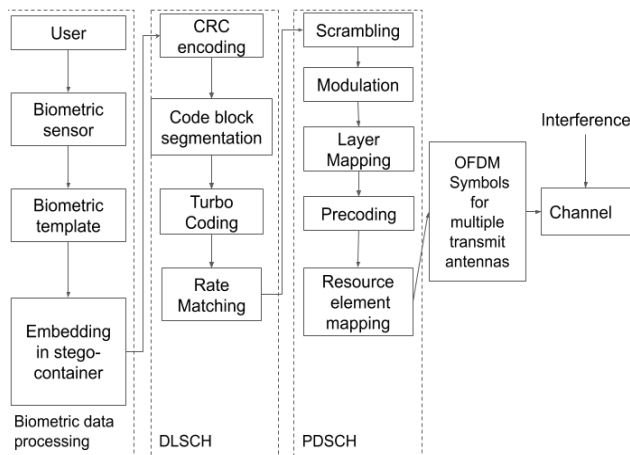 User
Biometric
sensor
Biometric
template
Embedding
in stego-
container
Biometric data
processing
CRC
encoding
Code block
segmentation
Turbo
Coding
Rate
Matching
DLSCH
Scrambling
Modulation
Layer
Mapping
Precoding
Resource
element
mapping
PDSCH
OFDM
Symbols
for
multiple
transmit
antennas
Interference
Channel